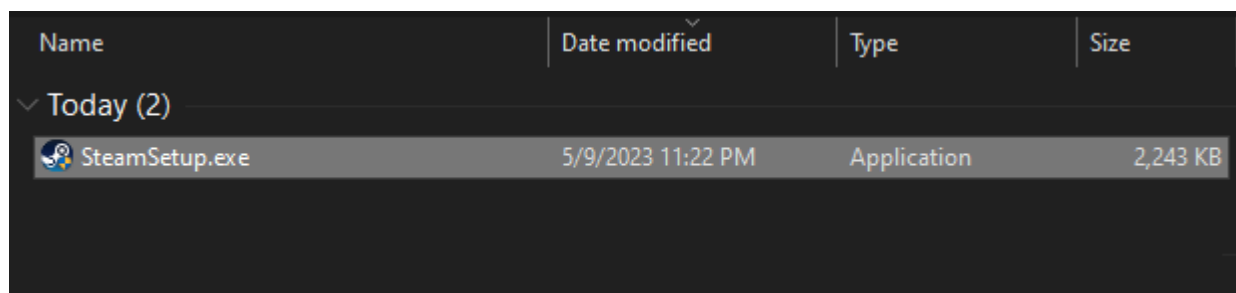 Name Date modified Type Size
Today (2)
SteamSetup.exe 5/9/2023 11:22 PM Application 2,243 KB